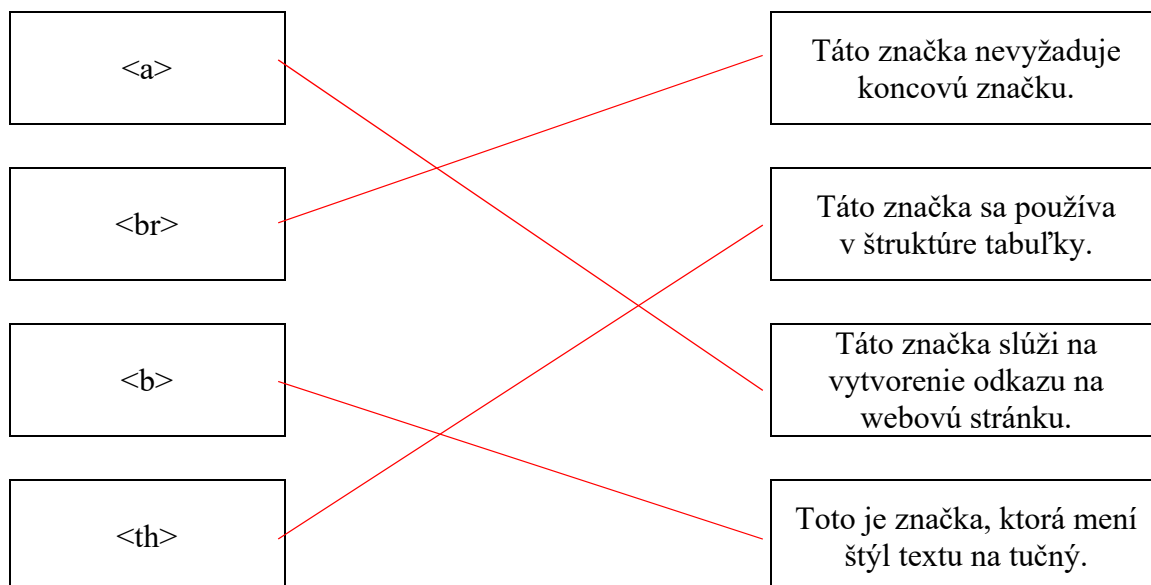 <a>
Táto značka nevyžaduje
koncovú značku.
<br>
Táto značka sa používa
v štruktúre tabuľky.
<b>
Táto značka slúži na
vytvorenie odkazu na
webovú stránku.
<th>
Toto je značka, ktorá mení
štýl textu na tučný.